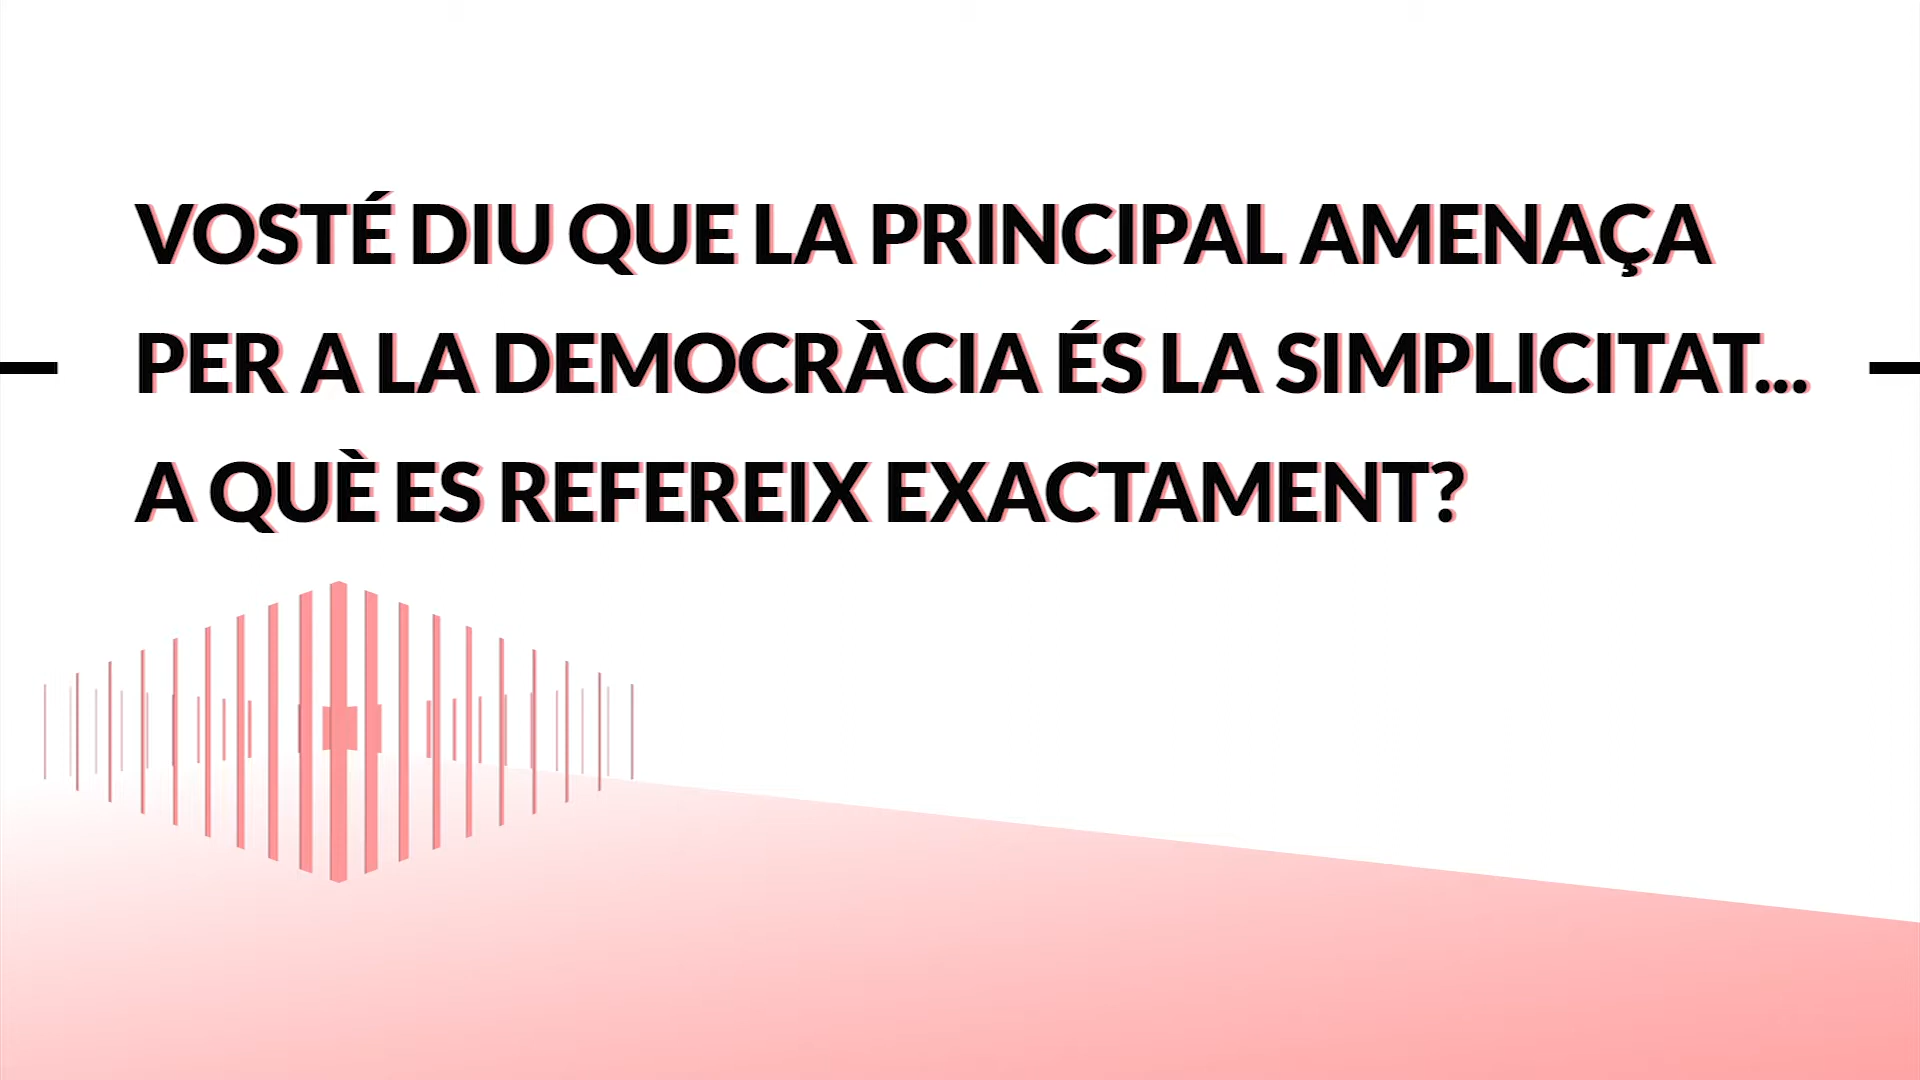 VOSTÉ DIU QUE LA PRINCIPAL AMENAÇA
PER A LA DEMOCRÀCIA ÉS LA SIMPLICITAT...
A QUÈ ES REFEREIX EXACTAMENT?